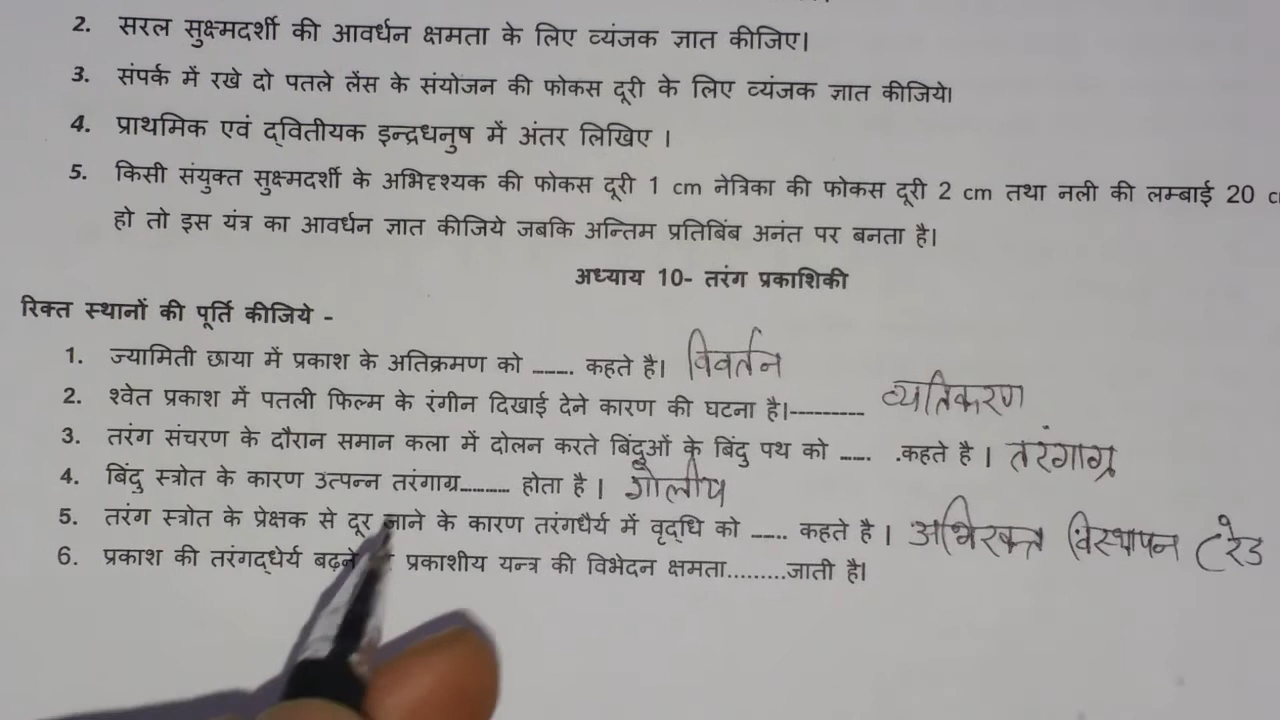 2. सरल सुक्ष्मदर्शी की आवर्धन क्षमता के लिए व्यंजक ज्ञात कीजिए।
3. संपर्क में रखे दो पतले लेंस के संयोजन की फोकस दूरी के लिए व्यंजक ज्ञात कीजिये।
4. प्राथमिक एवं द्वितीयक इन्द्रधनुष में अंतर लिखिए ।
5. किसी संयुक्त सुक्ष्मदर्शी के अभिदृश्यक की फोकस दूरी 1 cm नेत्रिका की फोकस दूरी 2 cm तथा नली की लम्बाई 20
हो तो इस यंत्र का आवर्धन ज्ञात कीजिये जबकि अन्तिम प्रतिबिंब अनंत पर बनता है।
अध्याय 10- तरंग प्रकाशिकी
रिक्त स्थानों की पूर्ति कीजिये -
1. ज्यामिती छाया में प्रकाश के अतिक्रमण को ........ कहते है। विवर्तन
2. श्वेत प्रकाश में पतली फिल्म के रंगीन दिखाई देने कारण की घटना है।--------- व्यतिकरण
3. तरंग संचरण के दौरान समान कला में दोलन करते बिंदुओं के बिंदु पथ को ...... .कहते है । तरंगाग्र
4. बिंदु स्त्रोत के कारण उत्पन्न तरंगाग्र.......... होता है । गोलीय
5. तरंग स्त्रोत के प्रेक्षक से दूर जाने के कारण तरंगधैर्य में वृद्धि को ...... कहते है । अभिरक्त विस्थापन (रेड
6. प्रकाश की तरंगद्धेर्य बढ़ने प्रकाशीय यन्त्र की विभेदन क्षमता.........जाती है।